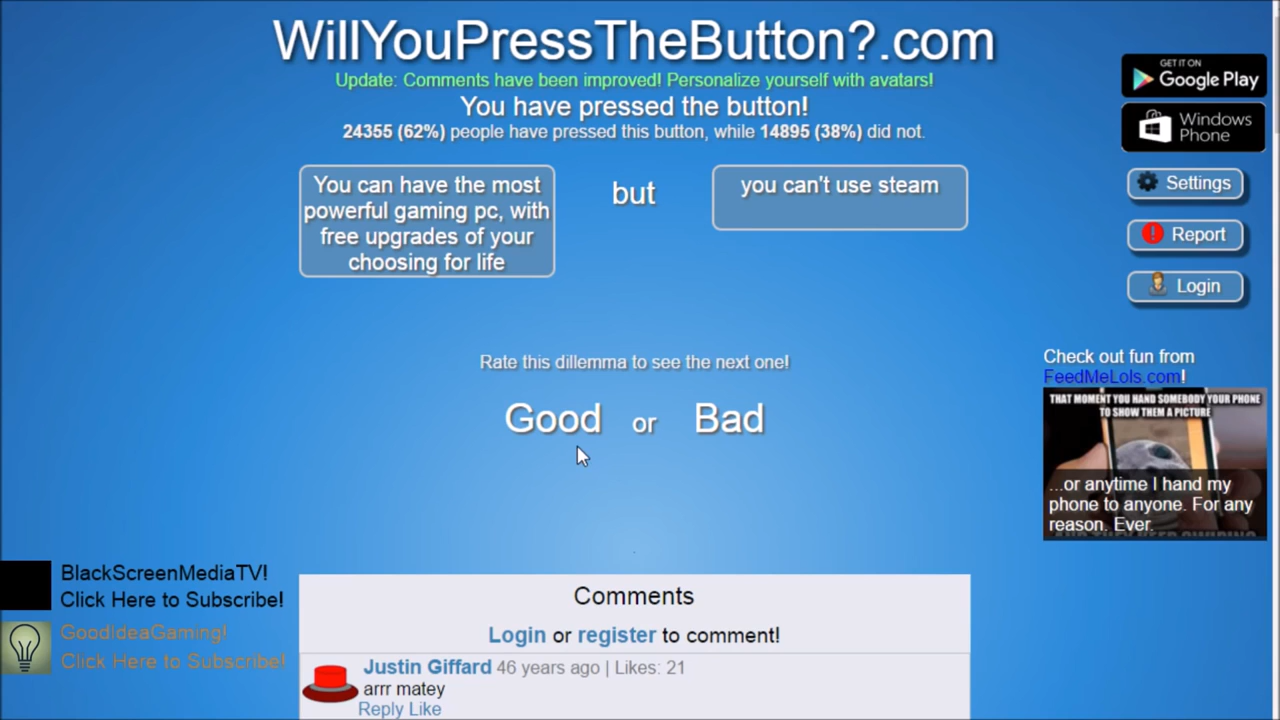 WillYouPressTheButton?.com
Update: Comments have been improved! Personalize yourself with avatars!
You have pressed the button!
24355 (62%) people have pressed this button, while 14895 (38%) did not.
You can have the most
powerful gaming pc, with
free upgrades of your
choosing for life
but
you can't use steam
Rate this dillemma to see the next one!
Good or Bad
GET IT ON
Google Play
Windows
Phone
Settings
Report
Login
Check out fun from
FeedMeLols.com!
THAT MOMENT YOU HAND SOMEBODY YOUR PHONE
TO SHOW THEM A PICTURE
...or anytime I hand my
phone to anyone. For any
reason. Ever.
BlackScreenMediaTV!
Click Here to Subscribe!
GoodIdeaGaming!
Click Here to Subscribe!
Comments
Login or register to comment!
Justin Giffard 46 years ago | Likes: 21
arrr matey
Reply Like